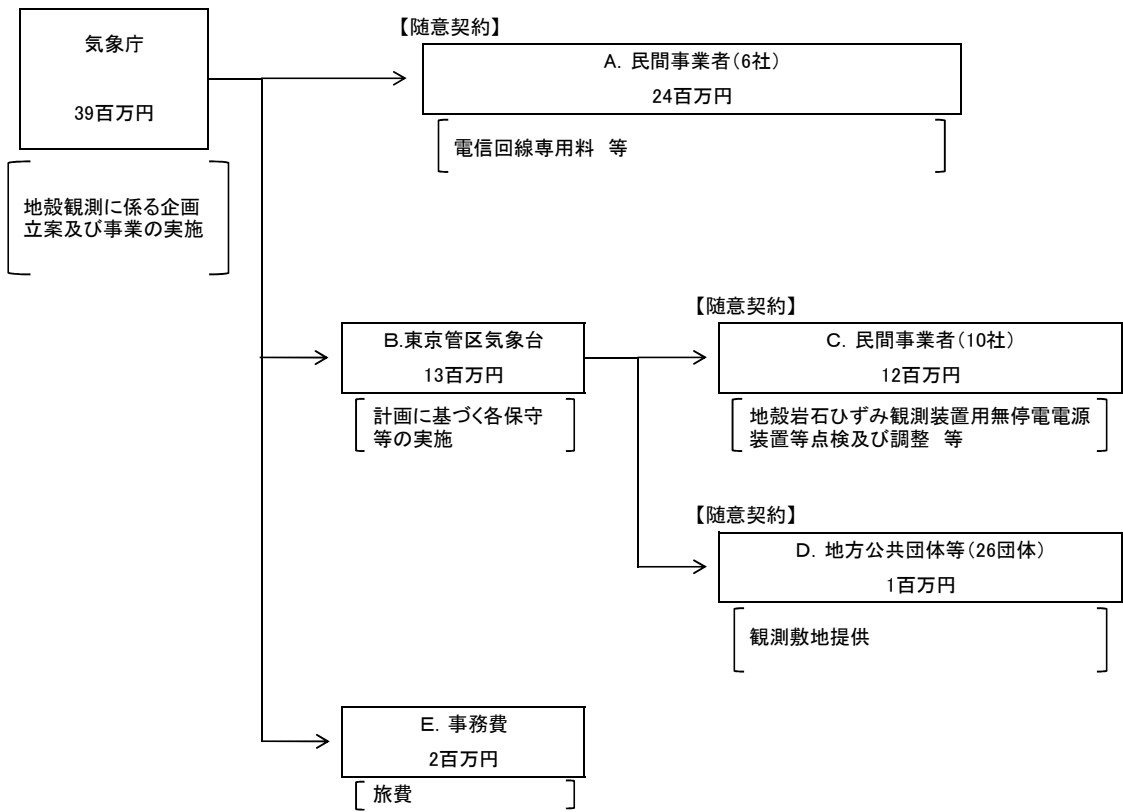 気象庁
39百万円
地殻観測に係る企画
立案及び事業の実施
【随意契約】
A. 民間事業者(6社)
24百万円
電信回線専用料 等
B.東京管区気象台
13百万円
計画に基づく各保守
等の実施
【随意契約】
C. 民間事業者(10社)
12百万円
地殻岩石ひずみ観測装置用無停電電源
装置等点検及び調整 等
【随意契約】
D. 地方公共団体等(26団体)
1百万円
観測敷地提供
E. 事務費
2百万円
旅費